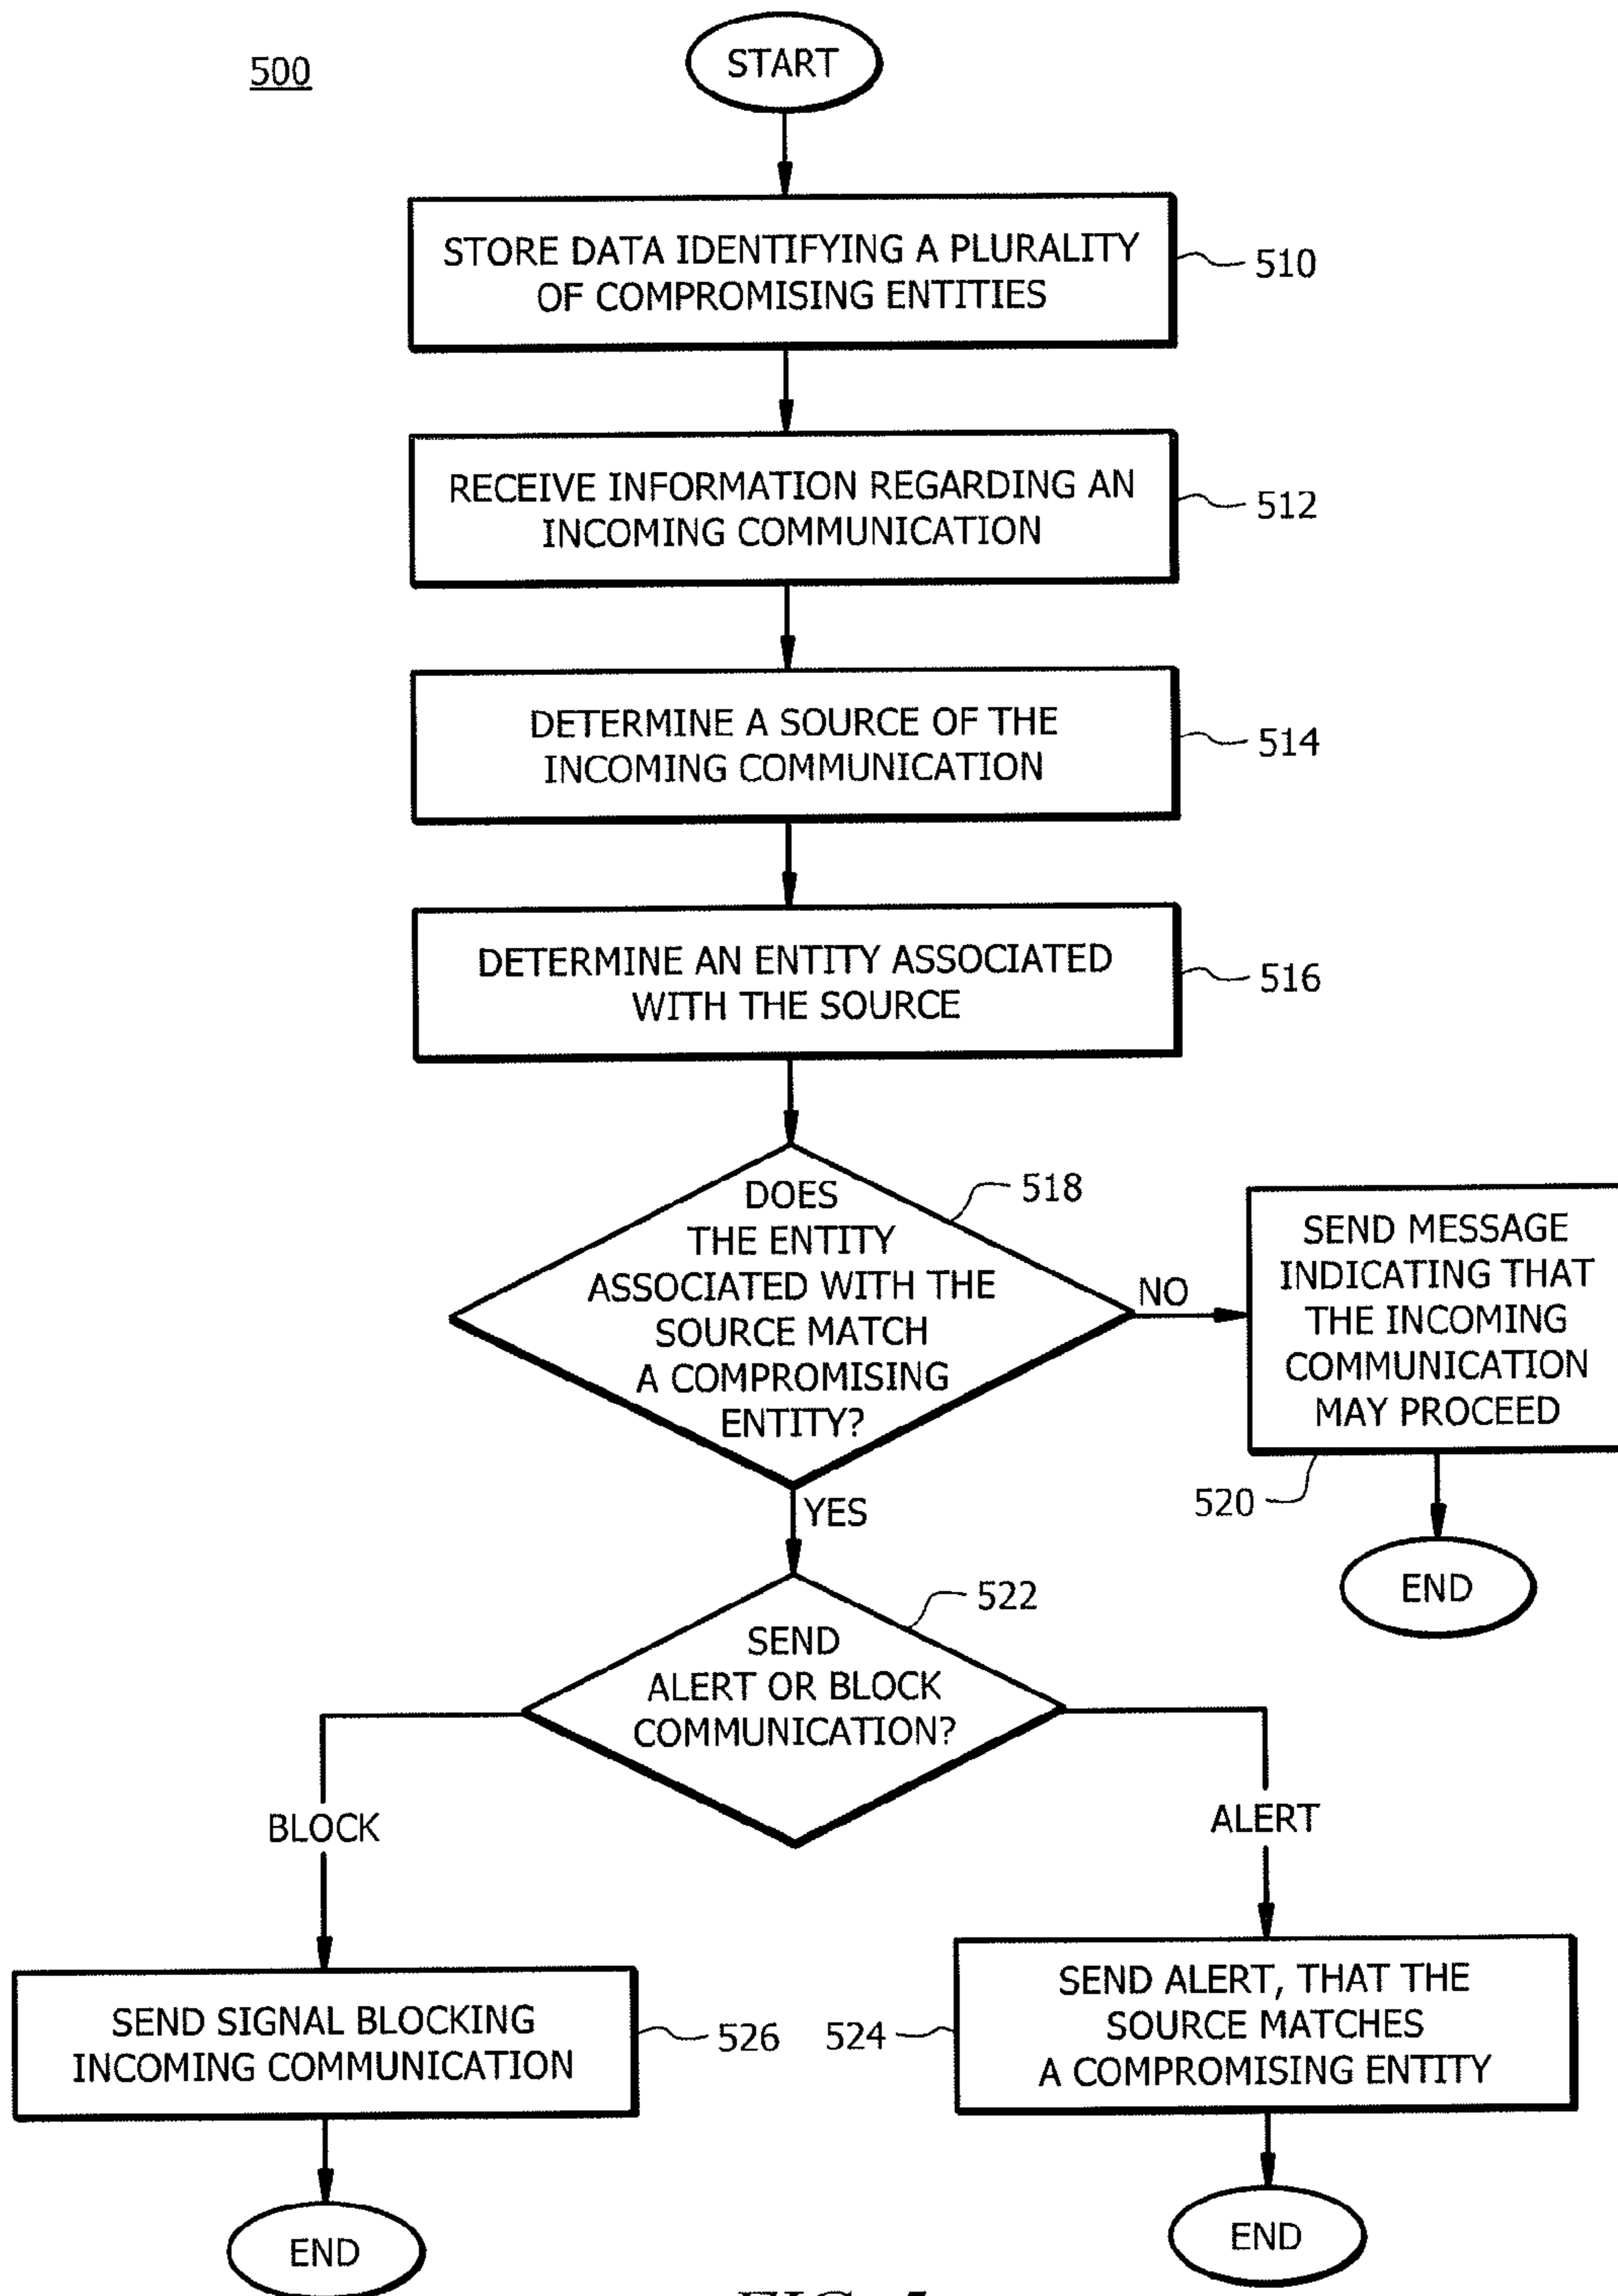 500
START
STORE DATA IDENTIFYING A PLURALITY
OF COMPROMISING ENTITIES
510
RECEIVE INFORMATION REGARDING AN
INCOMING COMMUNICATION
512
DETERMINE A SOURCE OF THE
INCOMING COMMUNICATION
514
DETERMINE AN ENTITY ASSOCIATED
WITH THE SOURCE
516
DOES
THE ENTITY
ASSOCIATED WITH THE
SOURCE MATCH
A COMPROMISING
ENTITY?
518
NO
SEND MESSAGE
INDICATING THAT
THE INCOMING
COMMUNICATION
MAY PROCEED
520
END
YES
SEND
ALERT OR BLOCK
COMMUNICATION?
522
BLOCK
ALERT
SEND SIGNAL BLOCKING
INCOMING COMMUNICATION
526
524
SEND ALERT, THAT THE
SOURCE MATCHES
A COMPROMISING ENTITY
END
END